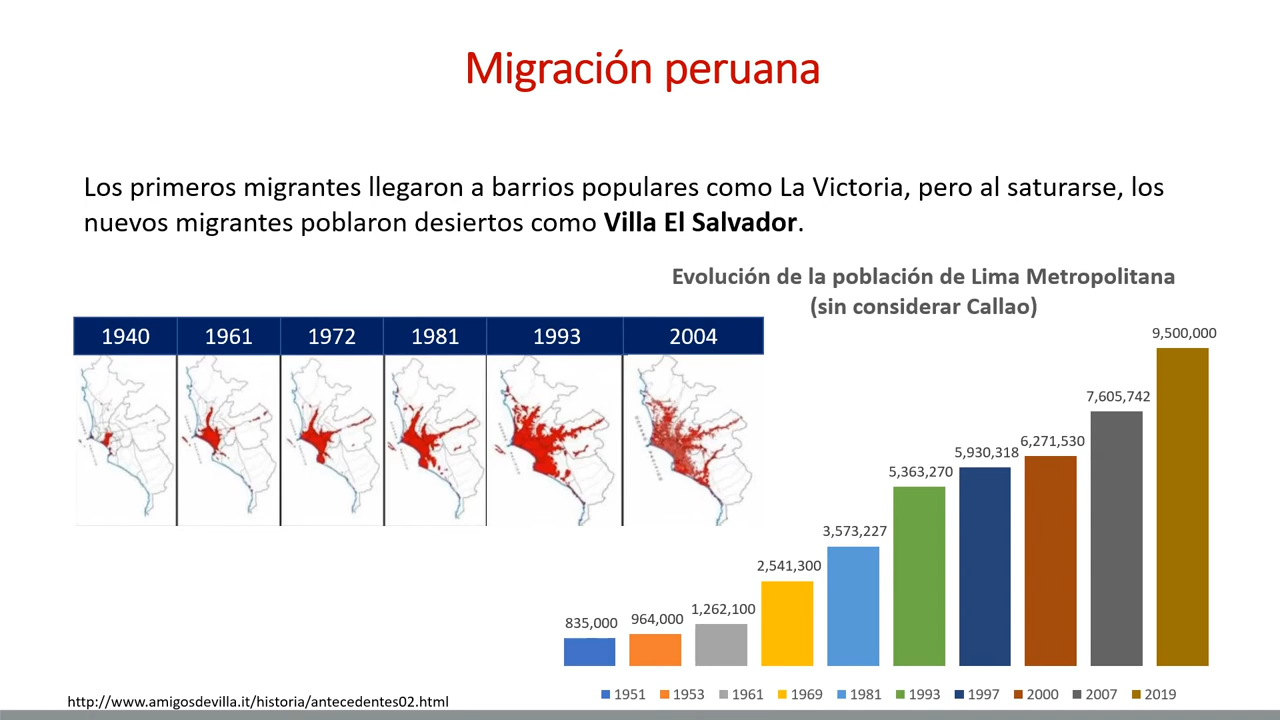 Migración peruana
Los primeros migrantes llegaron a barrios populares como La Victoria, pero al saturarse, los
nuevos migrantes poblaron desiertos como Villa El Salvador.
1940 1961 1972 1981 1993 2004
Evolución de la población de Lima Metropolitana
(sin considerar Callao)
835,000
964,000
1,262,100
2,541,300
3,573,227
5,363,270
5,930,318
6,271,530
7,605,742
9,500,000
1951 1953 1961 1969 1981 1993 1997 2000 2007 2019
http://www.amigosdevilla.it/historia/antecedentes02.html